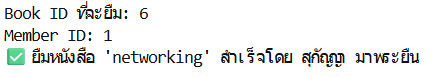 Book ID ที่จะยืม: 6
Member ID: 1
✅ ยืมหนังสือ 'networking' สำเร็จโดย สุกัญญา มาพระยืน